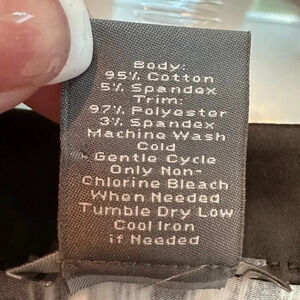 Body:
95% Cotton
5% Spandex
Trim:
97% Polyester
3% Spandex
Machine Wash
Cold
Gentle Cycle
Only Non-
Chlorine Bleach
When Needed
Tumble Dry Low
Cool Iron
if Needed